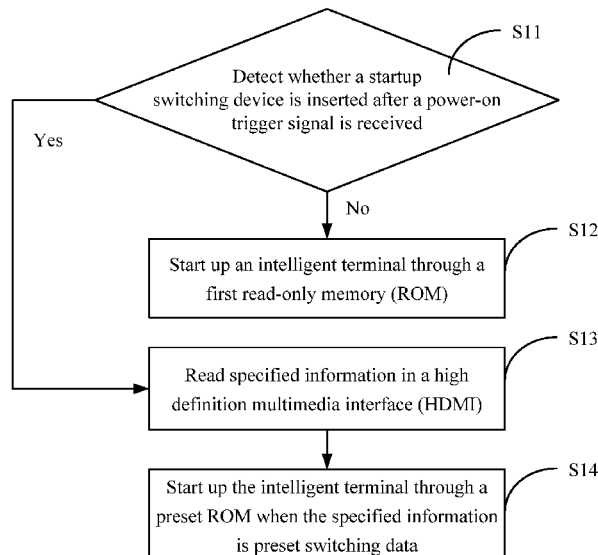 S11
Detect whether a startup
switching device is inserted after a power-on
trigger signal is received
Yes
No
S12
Start up an intelligent terminal through a
first read-only memory (ROM)
S13
Read specified information in a high
definition multimedia interface (HDMI)
S14
Start up the intelligent terminal through a
preset ROM when the specified information
is preset switching data